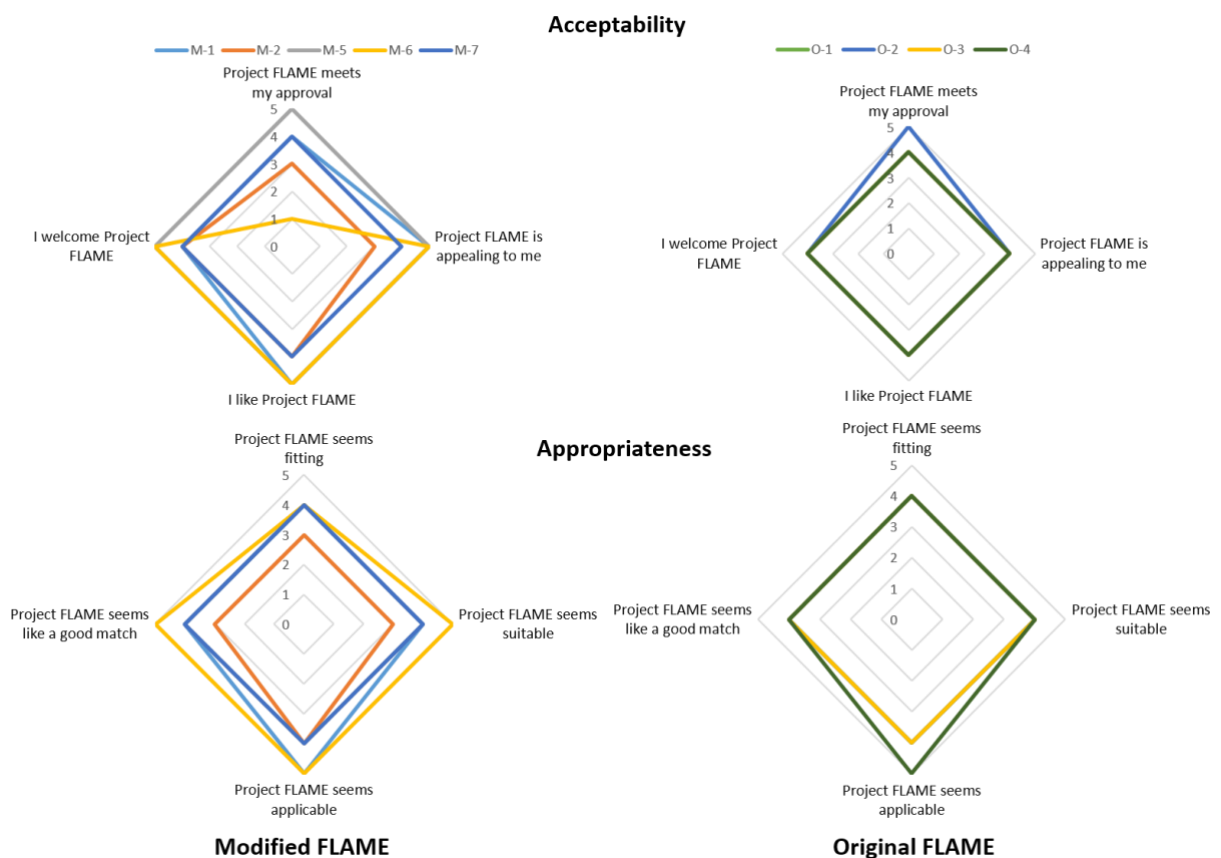 Acceptability
M-1 M-2 M-5 M-6 M-7
Project FLAME meets
my approval
5
4
3
2
1
0
I welcome Project
FLAME
Project FLAME is
appealing to me
I like Project FLAME
O-1 O-2 O-3 O-4
Project FLAME meets
my approval
5
4
3
2
1
0
I welcome Project
FLAME
Project FLAME is
appealing to me
I like Project FLAME
Appropriateness
Project FLAME seems
fitting
5
4
3
2
1
0
Project FLAME seems
like a good match
Project FLAME seems
suitable
Project FLAME seems
applicable
Modified FLAME
Project FLAME seems
fitting
5
4
3
2
1
0
Project FLAME seems
like a good match
Project FLAME seems
suitable
Project FLAME seems
applicable
Original FLAME